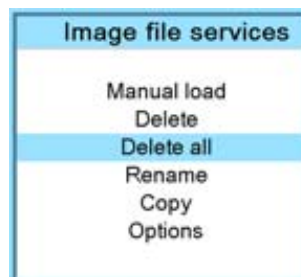 Image file services
Manual load
Delete
Delete all
Rename
Copy
Options